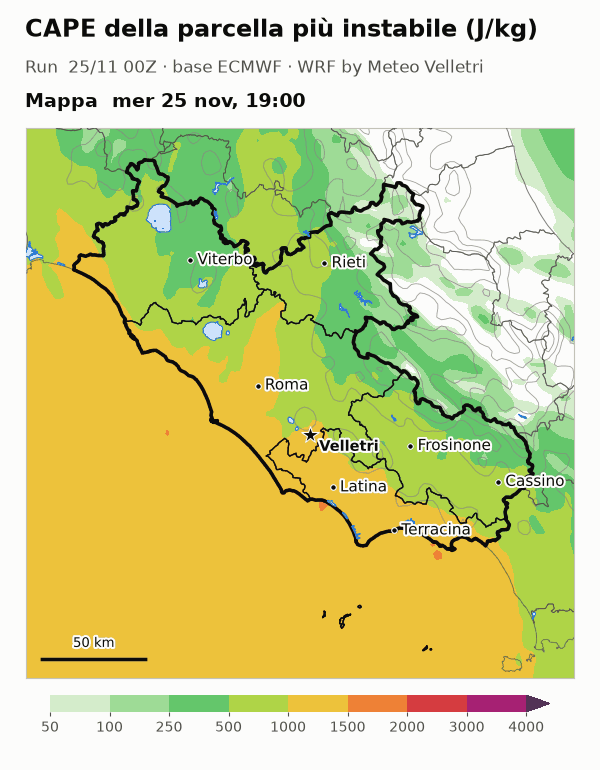 CAPE della parcella più instabile (J/kg)
Run 25/11 00Z · base ECMWF · WRF by Meteo Velletri
Mappa mer 25 nov, 19:00
Viterbo
Rieti
Roma
Velletri
Frosinone
Cassino
Latina
Terracina
50 km
50 100 250 500 1000 1500 2000 3000 4000